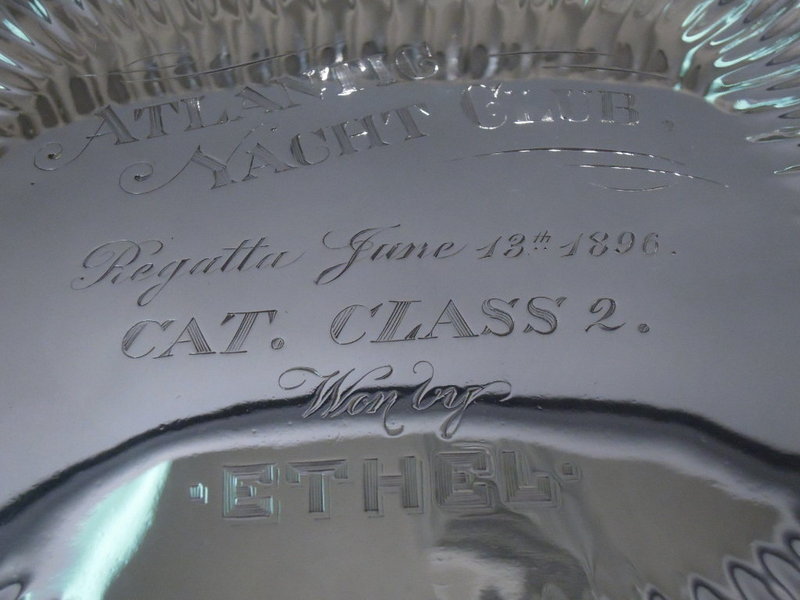 ATLANTIC
YACHT CLUB.
Regatta June 13th 1896.
CAT. CLASS 2.
Won by
·ETHEL·